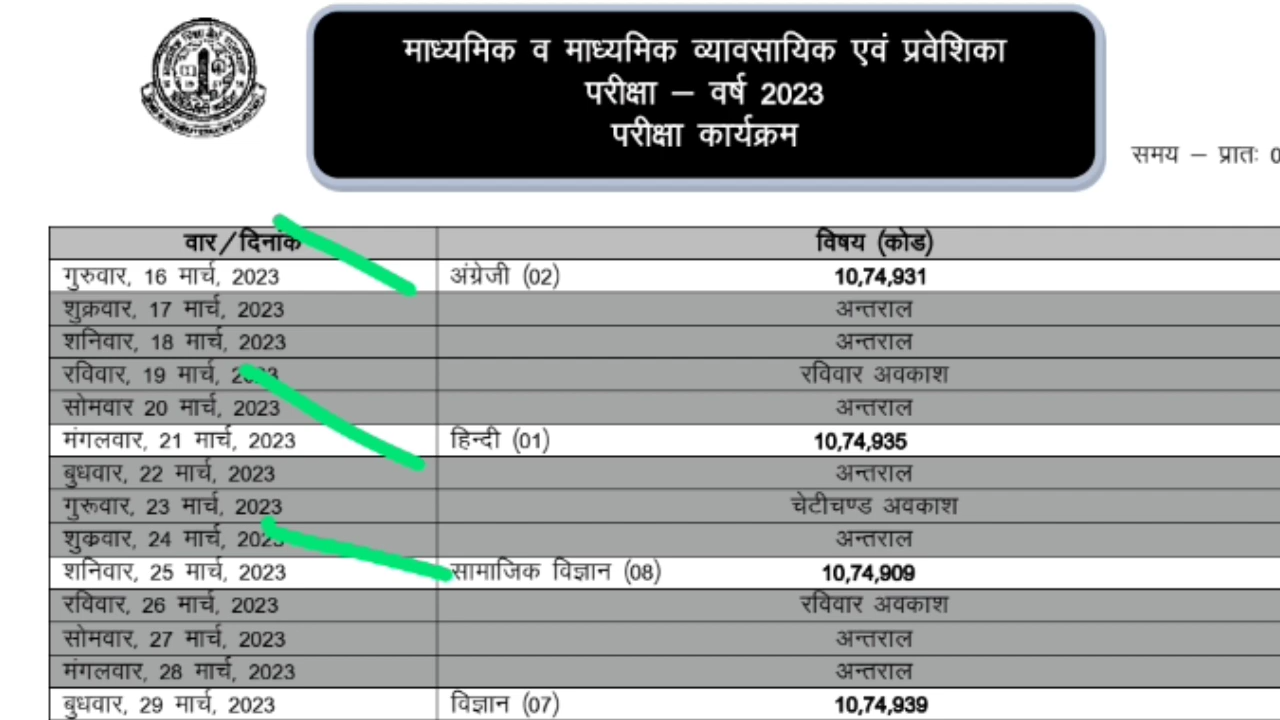 माध्यमिक व माध्यमिक व्यावसायिक एवं प्रवेशिका
परीक्षा – वर्ष 2023
परीक्षा कार्यक्रम
समय – प्रातः 0
वार/दिनांक विषय (कोड)
गुरुवार, 16 मार्च, 2023 अंग्रेजी (02) 10,74,931
शुक्रवार, 17 मार्च, 2023 अन्तराल
शनिवार, 18 मार्च, 2023 अन्तराल
रविवार, 19 मार्च, 2023 रविवार अवकाश
सोमवार 20 मार्च, 2023 अन्तराल
मंगलवार, 21 मार्च, 2023 हिन्दी (01) 10,74,935
बुधवार, 22 मार्च, 2023 अन्तराल
गुरूवार, 23 मार्च, 2023 चेटीचण्ड अवकाश
शुक्रवार, 24 मार्च, 2023 अन्तराल
शनिवार, 25 मार्च, 2023 सामाजिक विज्ञान (08) 10,74,909
रविवार, 26 मार्च, 2023 रविवार अवकाश
सोमवार, 27 मार्च, 2023 अन्तराल
मंगलवार, 28 मार्च, 2023 अन्तराल
बुधवार, 29 मार्च, 2023 विज्ञान (07) 10,74,939